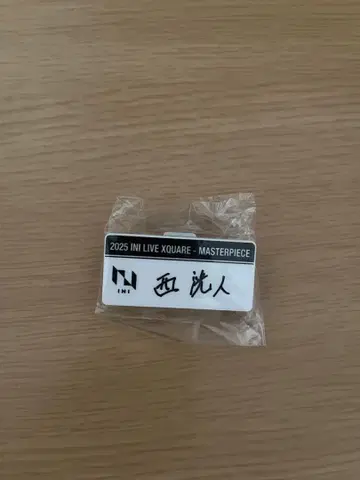 2025 INI LIVE XQUARE - MASTERPIECE
INI
西 洸人